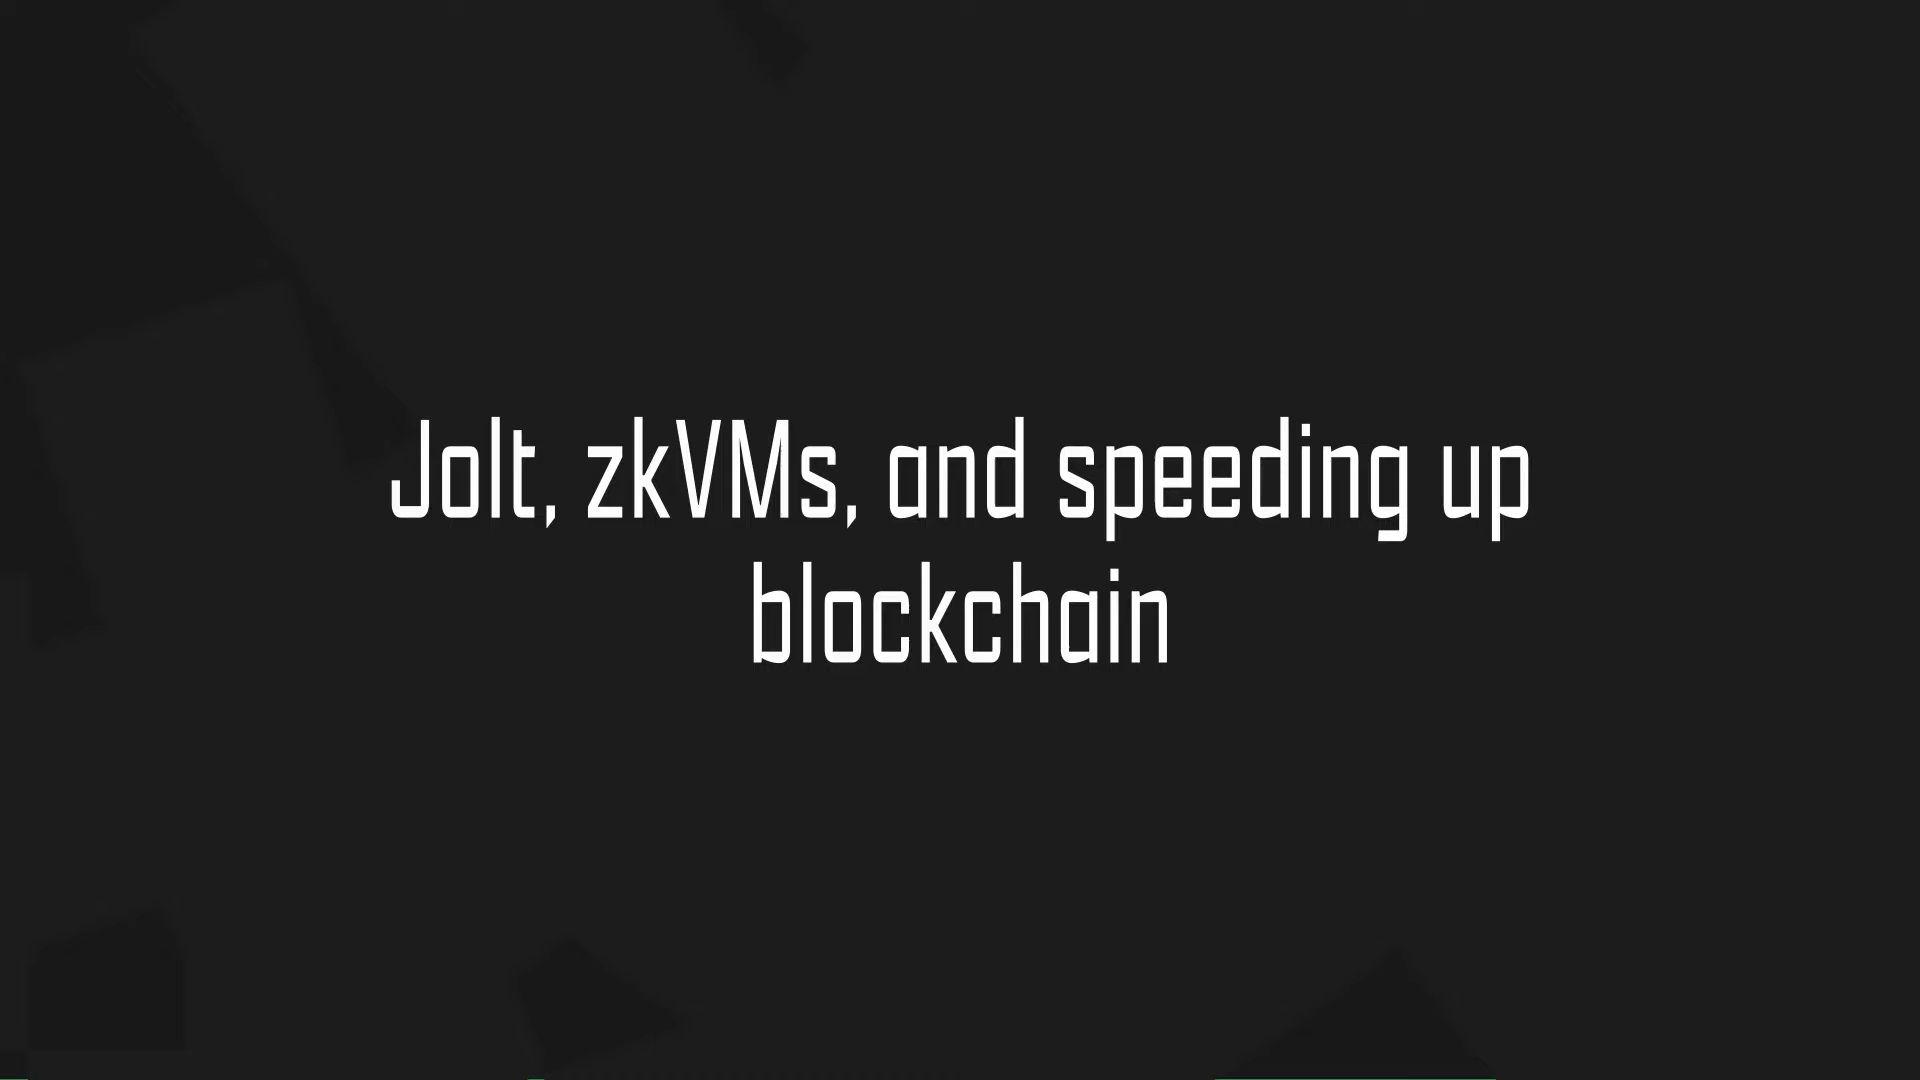 Jolt, zkVMs, and speeding up
blockchain